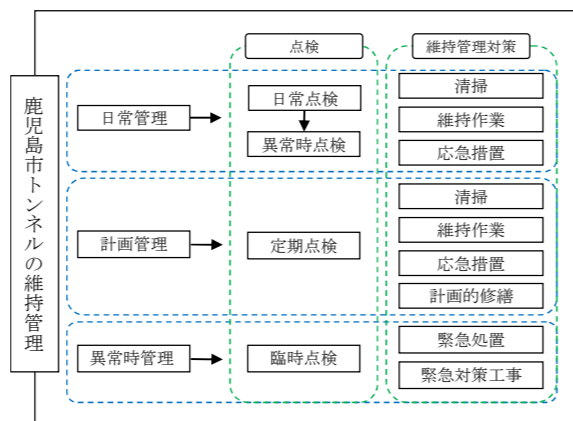 鹿児島市トンネルの維持管理
点検
維持管理対策
日常管理
日常点検
異常時点検
清掃
維持作業
応急措置
計画管理
定期点検
清掃
維持作業
応急措置
計画的修繕
異常時管理
臨時点検
緊急処置
緊急対策工事